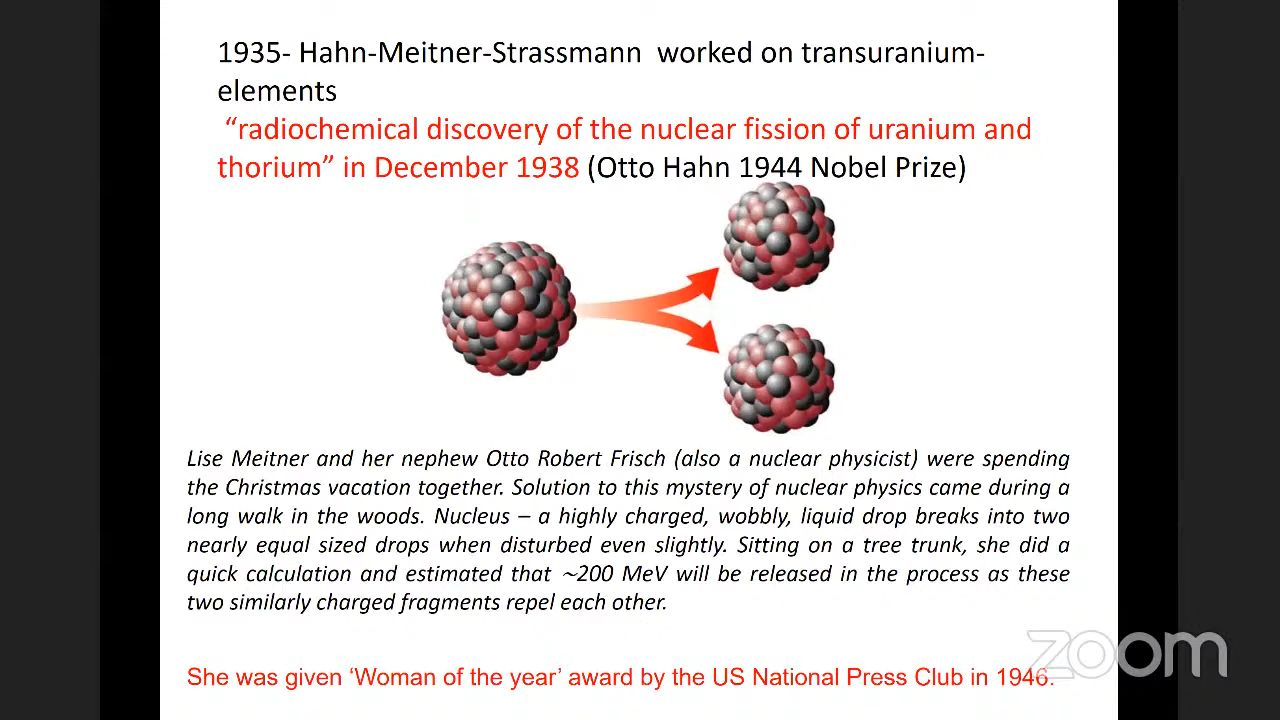 1935- Hahn-Meitner-Strassmann worked on transuranium-
elements
“radiochemical discovery of the nuclear fission of uranium and
thorium” in December 1938 (Otto Hahn 1944 Nobel Prize)
Lise Meitner and her nephew Otto Robert Frisch (also a nuclear physicist) were spending
the Christmas vacation together. Solution to this mystery of nuclear physics came during a
long walk in the woods. Nucleus – a highly charged, wobbly, liquid drop breaks into two
nearly equal sized drops when disturbed even slightly. Sitting on a tree trunk, she did a
quick calculation and estimated that ~200 MeV will be released in the process as these
two similarly charged fragments repel each other.
She was given ‘Woman of the year’ award by the US National Press Club in 1946.
zoom